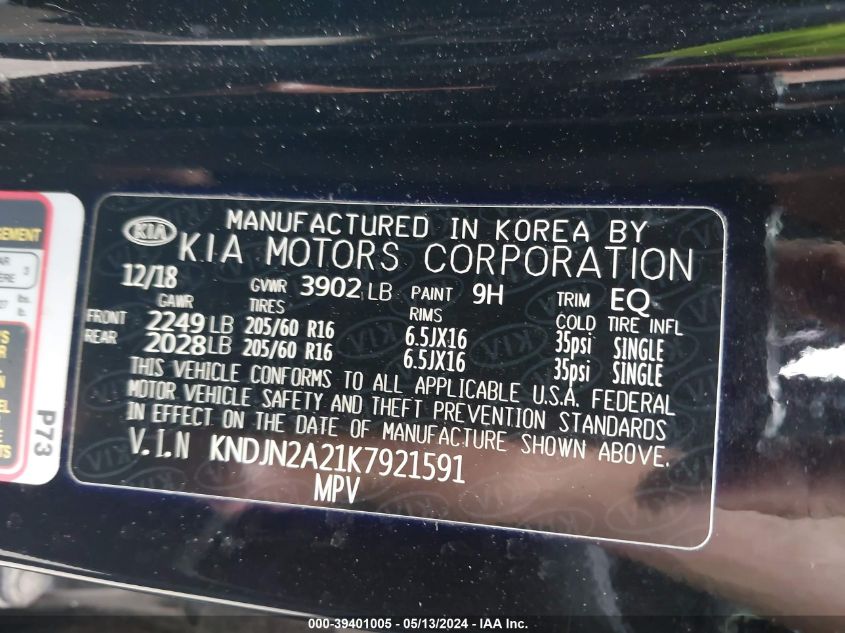 MANUFACTURED IN KOREA BY
KIA KIA MOTORS CORPORATION
12/18 GVWR 3902 LB PAINT 9H TRIM EQ
GAWR TIRES RIMS COLD TIRE INFL
FRONT 2249 LB 205/60 R16 6.5JX16 35psi SINGLE
REAR 2028 LB 205/60 R16 6.5JX16 35psi SINGLE
THIS VEHICLE CONFORMS TO ALL APPLICABLE U.S.A. FEDERAL
MOTOR VEHICLE SAFETY AND THEFT PREVENTION STANDARDS
IN EFFECT ON THE DATE OF MANUFACTURE SHOWN ABOVE.
V.I.N KNDJN2A21K7921591
MPV
P73
000-39401005 - 05/13/2024 - IAA Inc.